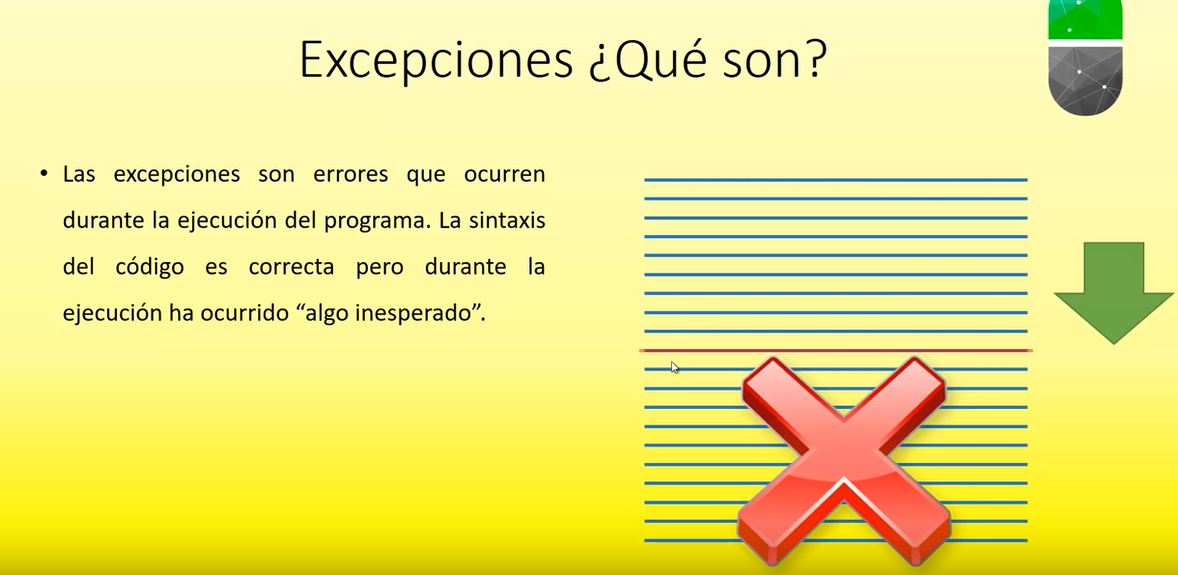 Excepciones ¿Qué son?
• Las excepciones son errores que ocurren
durante la ejecución del programa. La sintaxis
del código es correcta pero durante la
ejecución ha ocurrido “algo inesperado”.